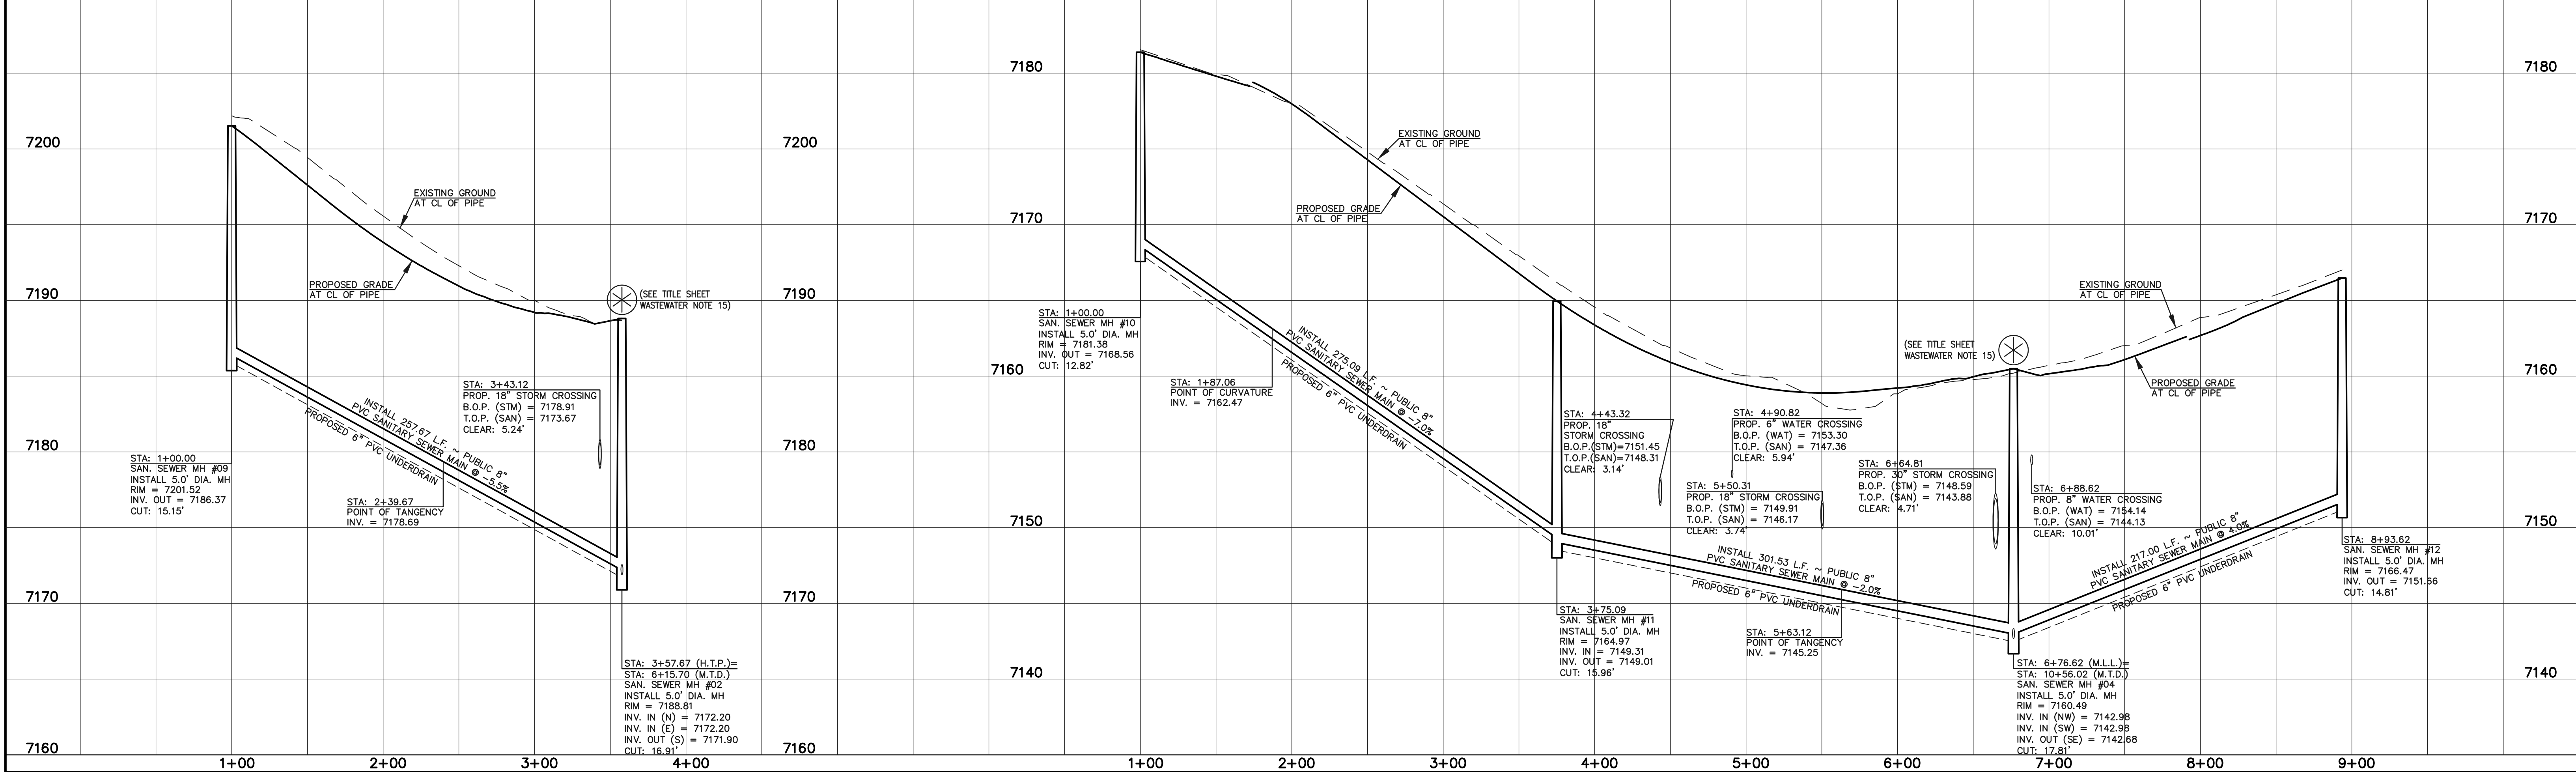 7200
7190
7180
7170
7160
EXISTING GROUND
AT CL OF PIPE
PROPOSED GRADE
AT CL OF PIPE
(SEE TITLE SHEET
WASTEWATER NOTE 15)
STA: 1+00.00
SAN. SEWER MH #09
INSTALL 5.0' DIA. MH
RIM = 7201.52
INV. OUT = 7186.37
CUT: 15.15'
INSTALL 257.67 L.F. ~ PUBLIC 8"
PVC SANITARY SEWER MAIN @ -5.5%
PROPOSED 6" PVC UNDERDRAIN
STA: 2+39.67
POINT OF TANGENCY
INV. = 7178.69
STA: 3+43.12
PROP. 18" STORM CROSSING
B.O.P. (STM) = 7178.91
T.O.P. (SAN) = 7173.67
CLEAR: 5.24'
STA: 3+57.67 (H.T.P.)=
STA: 6+15.70 (M.T.D.)
SAN. SEWER MH #02
INSTALL 5.0' DIA. MH
RIM = 7188.81
INV. IN (N) = 7172.20
INV. IN (E) = 7172.20
INV. OUT (S) = 7171.90
CUT: 16.91'
7200
7190
7180
7170
7160
1+00
2+00
3+00
4+00
7180
7170
7160
7150
7140
EXISTING GROUND
AT CL OF PIPE
PROPOSED GRADE
AT CL OF PIPE
STA: 1+00.00
SAN. SEWER MH #10
INSTALL 5.0' DIA. MH
RIM = 7181.38
INV. OUT = 7168.56
CUT: 12.82'
STA: 1+87.06
POINT OF CURVATURE
INV. = 7162.47
INSTALL 275.09 L.F. ~ PUBLIC 8"
PVC SANITARY SEWER MAIN @ -7.0%
PROPOSED 6" PVC UNDERDRAIN
STA: 3+75.09
SAN. SEWER MH #11
INSTALL 5.0' DIA. MH
RIM = 7164.97
INV. IN = 7149.31
INV. OUT = 7149.01
CUT: 15.96'
STA: 4+43.32
PROP. 18"
STORM CROSSING
B.O.P.(STM)=7151.45
T.O.P.(SAN)=7148.31
CLEAR: 3.14'
STA: 4+90.82
PROP. 6" WATER CROSSING
B.O.P. (WAT) = 7153.30
T.O.P. (SAN) = 7147.36
CLEAR: 5.94'
STA: 5+50.31
PROP. 18" STORM CROSSING
B.O.P. (STM) = 7149.91
T.O.P. (SAN) = 7146.17
CLEAR: 3.74'
INSTALL 301.53 L.F. ~ PUBLIC 8"
PVC SANITARY SEWER MAIN @ -2.0%
PROPOSED 6" PVC UNDERDRAIN
STA: 5+63.12
POINT OF TANGENCY
INV. = 7145.25
STA: 6+64.81
PROP. 30" STORM CROSSING
B.O.P. (STM) = 7148.59
T.O.P. (SAN) = 7143.88
CLEAR: 4.71'
(SEE TITLE SHEET
WASTEWATER NOTE 15)
STA: 6+88.62
PROP. 8" WATER CROSSING
B.O.P. (WAT) = 7154.14
T.O.P. (SAN) = 7144.13
CLEAR: 10.01'
STA: 6+76.62 (M.L.L.)=
STA: 10+56.02 (M.T.D.)
SAN. SEWER MH #04
INSTALL 5.0' DIA. MH
RIM = 7160.49
INV. IN (NW) = 7142.98
INV. IN (SW) = 7142.98
INV. OUT (SE) = 7142.68
CUT: 17.81'
EXISTING GROUND
AT CL OF PIPE
PROPOSED GRADE
AT CL OF PIPE
INSTALL 217.00 L.F. ~ PUBLIC 8"
PVC SANITARY SEWER MAIN @ 4.0%
PROPOSED 6" PVC UNDERDRAIN
STA: 8+93.62
SAN. SEWER MH #12
INSTALL 5.0' DIA. MH
RIM = 7166.47
INV. OUT = 7151.66
CUT: 14.81'
7180
7170
7160
7150
7140
1+00
2+00
3+00
4+00
5+00
6+00
7+00
8+00
9+00